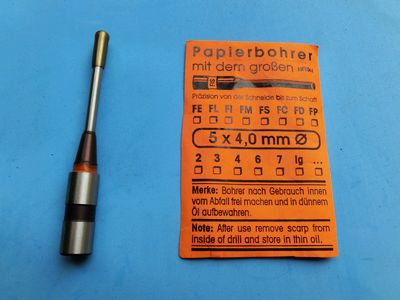 Papierbohrer
mit dem großen
FIS
Präzision von der Schneide bis zum Schaft
FE FL FI FM FS FC FD FP
5 x 4,0 mm Ø
2 3 4 6 7 lg ...
Merke: Bohrer nach Gebrauch innen
vom Abfall frei machen und in dünnem
Öl aufbewahren.
Note: After use remove scarp from
inside of drill and store in thin oil.